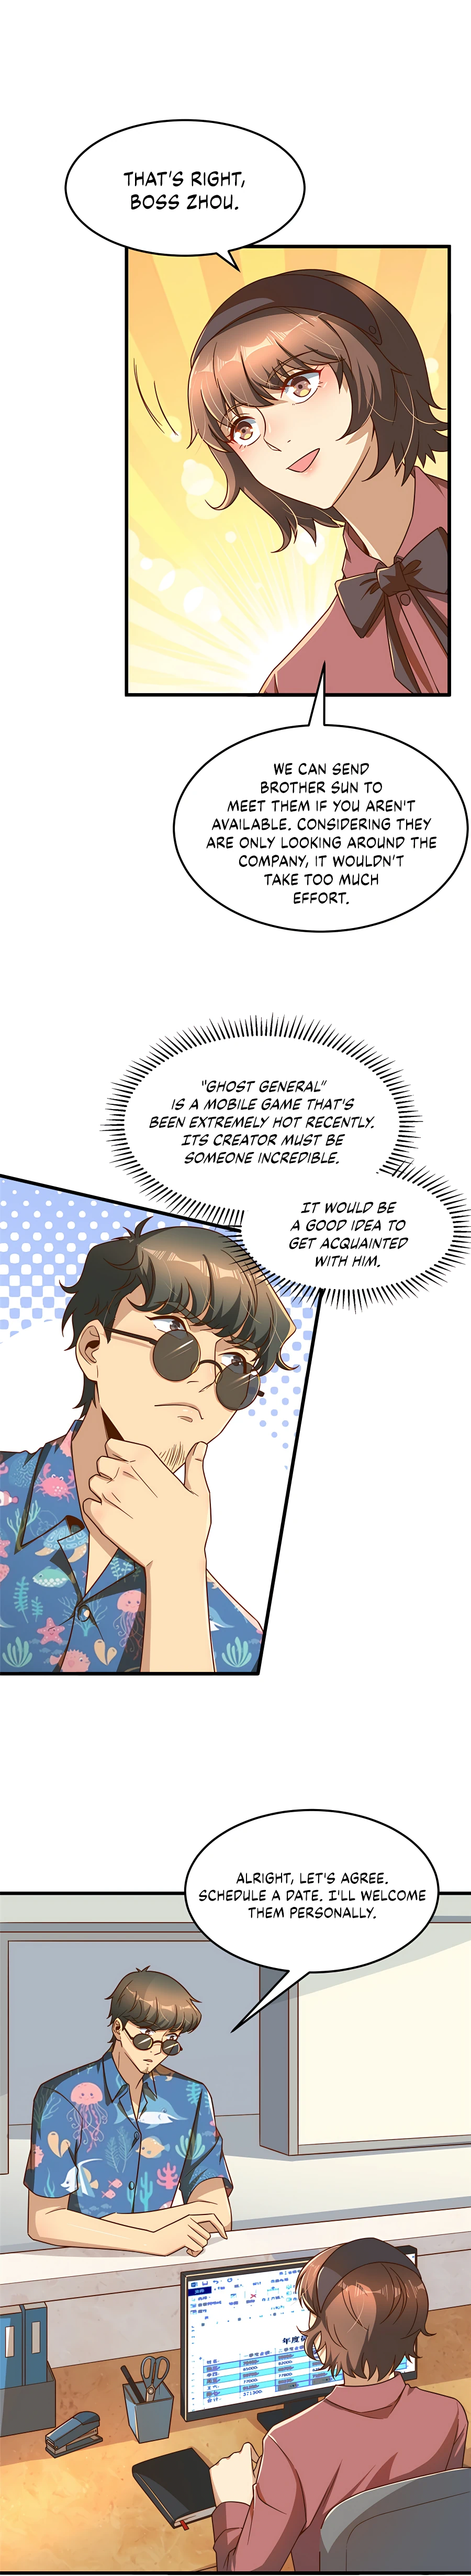 THAT'S RIGHT,
BOSS ZHOU.
WE CAN SEND
BROTHER SUN TO
MEET THEM IF YOU AREN'T
AVAILABLE. CONSIDERING THEY
ARE ONLY LOOKING AROUND THE
COMPANY, IT WOULDN'T
TAKE TOO MUCH
EFFORT.
"GHOST GENERAL"
IS A MOBILE GAME THAT'S
BEEN EXTREMELY HOT RECENTLY.
ITS CREATOR MUST BE
SOMEONE INCREDIBLE.
IT WOULD BE
A GOOD IDEA TO
GET ACQUAINTED
WITH HIM.
ALRIGHT, LET'S AGREE.
SCHEDULE A DATE. I'LL WELCOME
THEM PERSONALLY.
年度